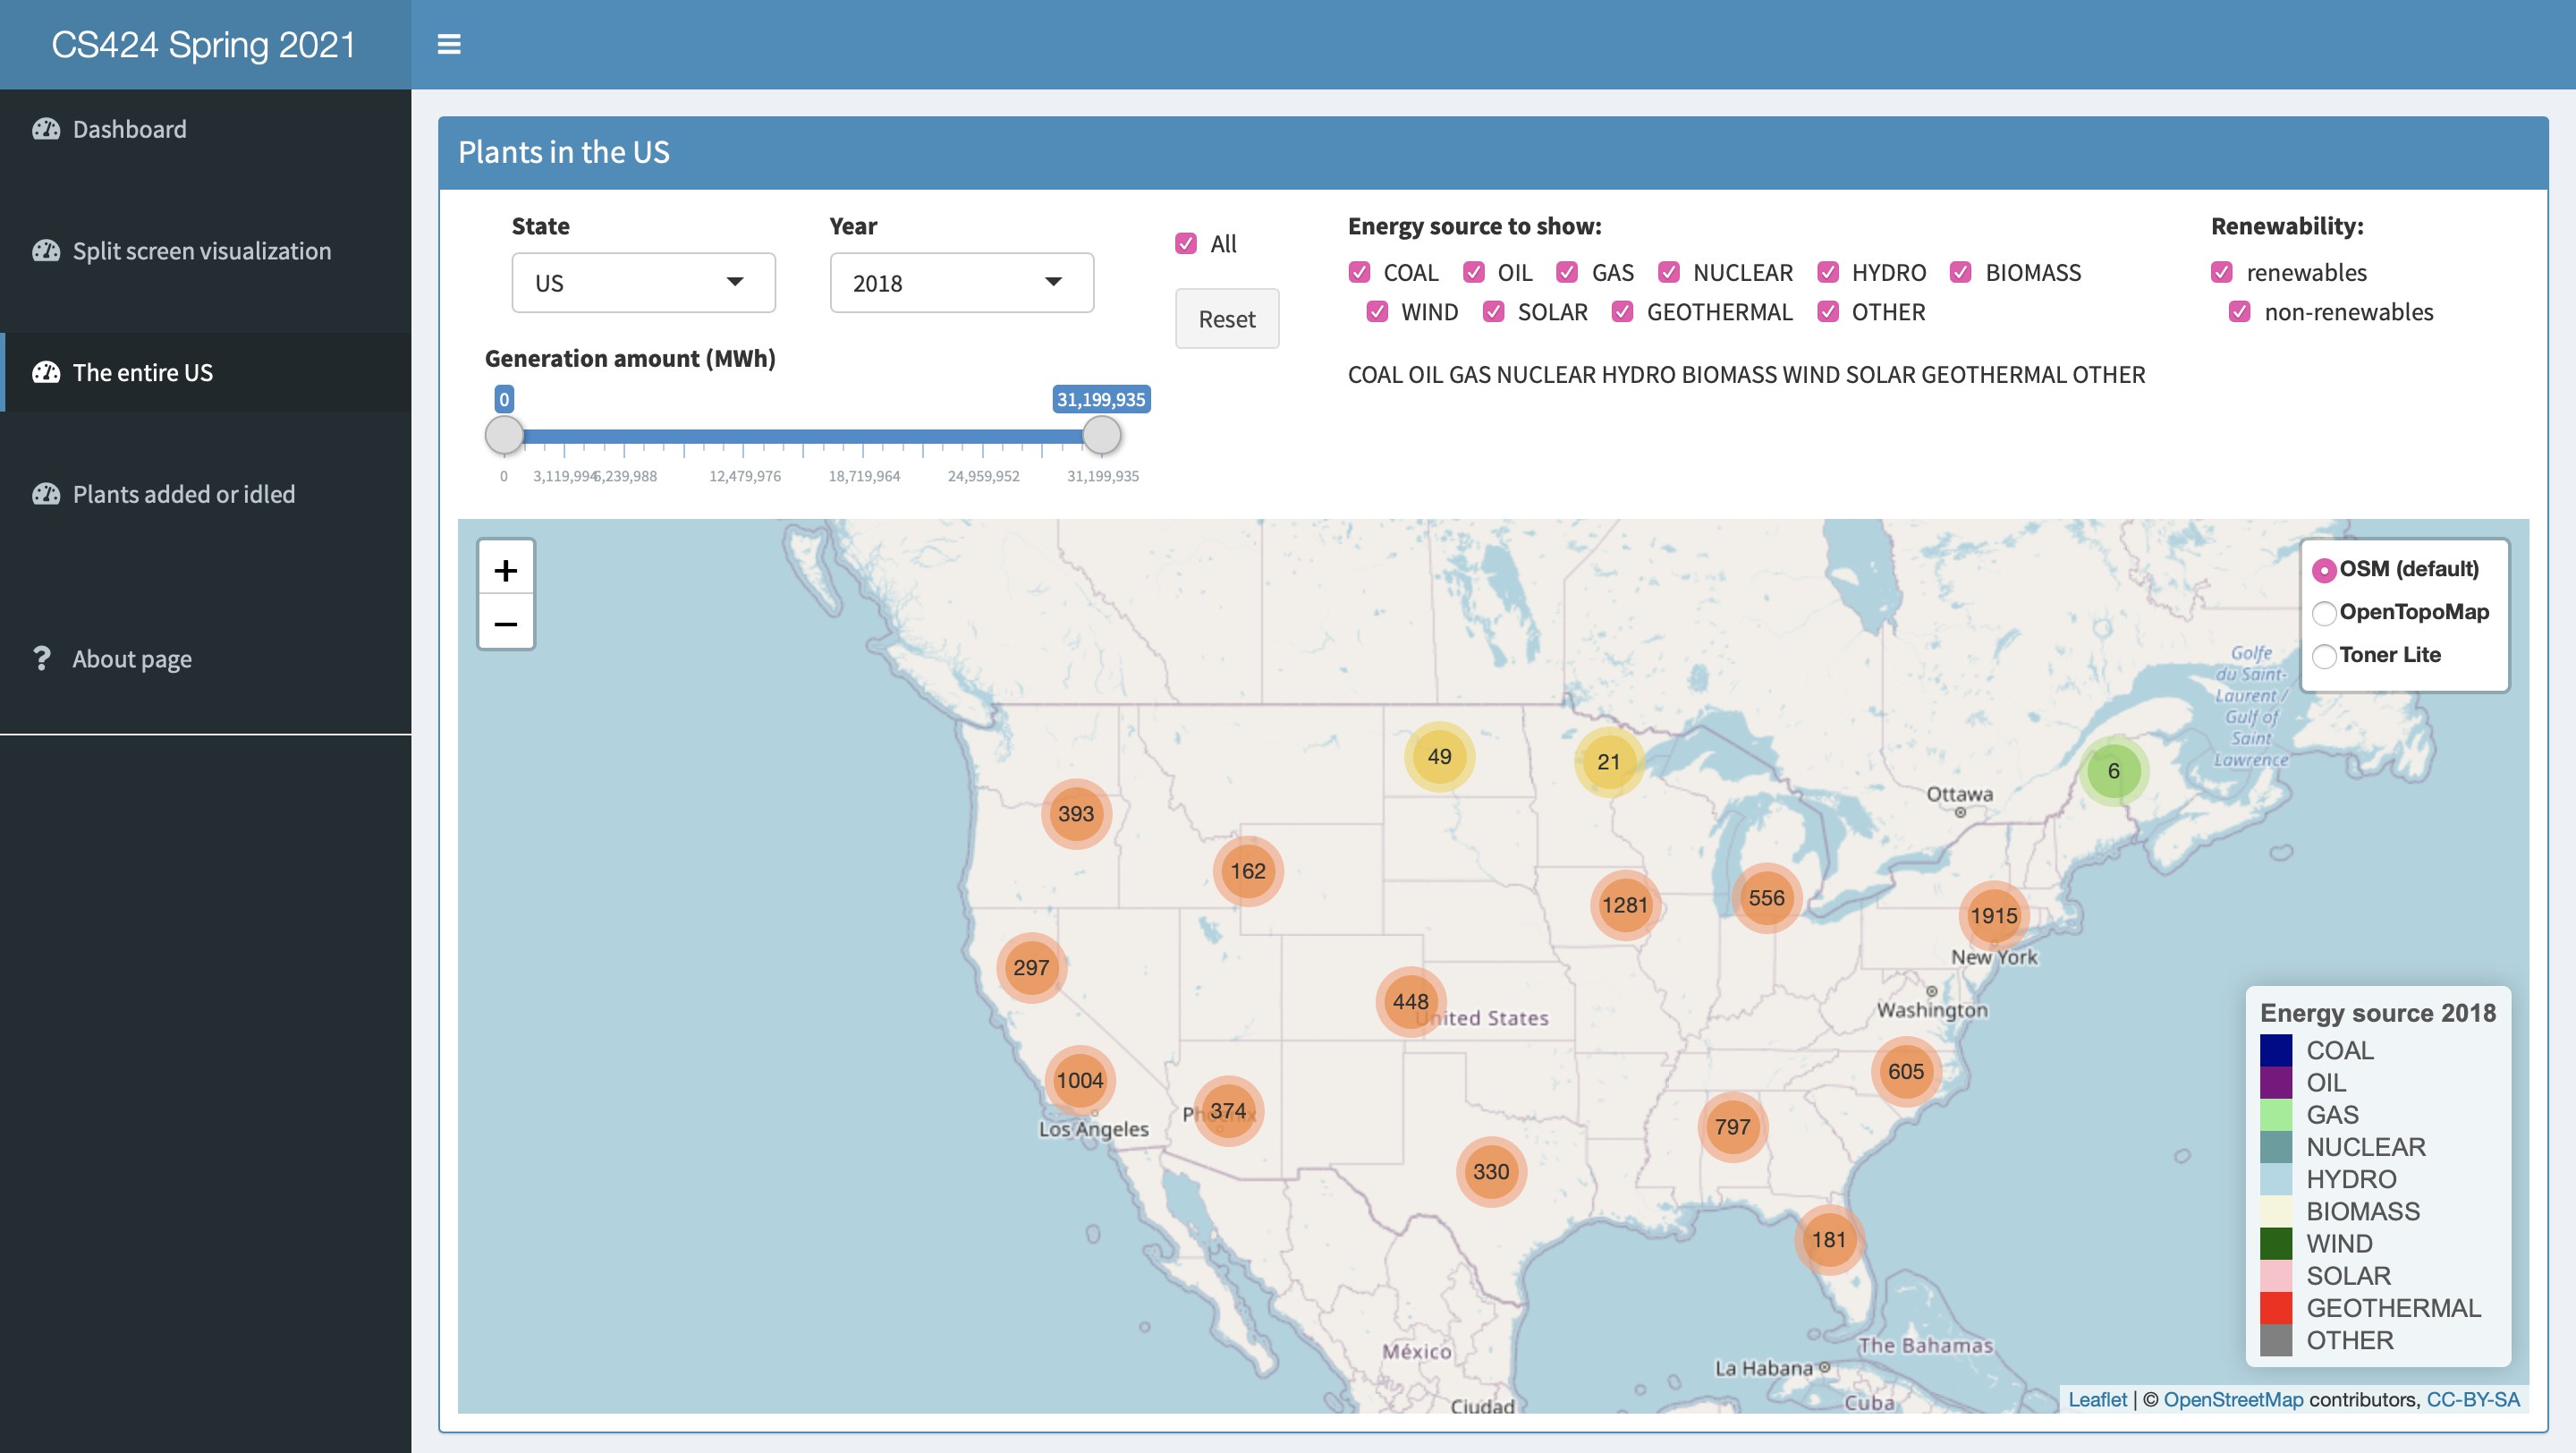 CS424 Spring 2021
Dashboard
Split screen visualization
The entire US
Plants added or idled
About page
Plants in the US
State
US
Year
2018
All
Reset
Generation amount (MWh)
0
31,199,935
0 3,119,994 6,239,988 12,479,976 18,719,964 24,959,952 31,199,935
Energy source to show:
COAL OIL GAS NUCLEAR HYDRO BIOMASS
WIND SOLAR GEOTHERMAL OTHER
COAL OIL GAS NUCLEAR HYDRO BIOMASS WIND SOLAR GEOTHERMAL OTHER
Renewability:
renewables
non-renewables
+
−
OSM (default)
OpenTopoMap
Toner Lite
Golfe
du Saint-
Laurent /
Gulf of
Saint
Lawrence
49
21
6
Ottawa
393
162
1281
556
1915
New York
297
448
United States
Washington
1004
374
Phoenix
Los Angeles
605
797
330
181
México
The Bahamas
La Habana
Cuba
Ciudad
Energy source 2018
COAL
OIL
GAS
NUCLEAR
HYDRO
BIOMASS
WIND
SOLAR
GEOTHERMAL
OTHER
Leaflet | © OpenStreetMap contributors, CC-BY-SA